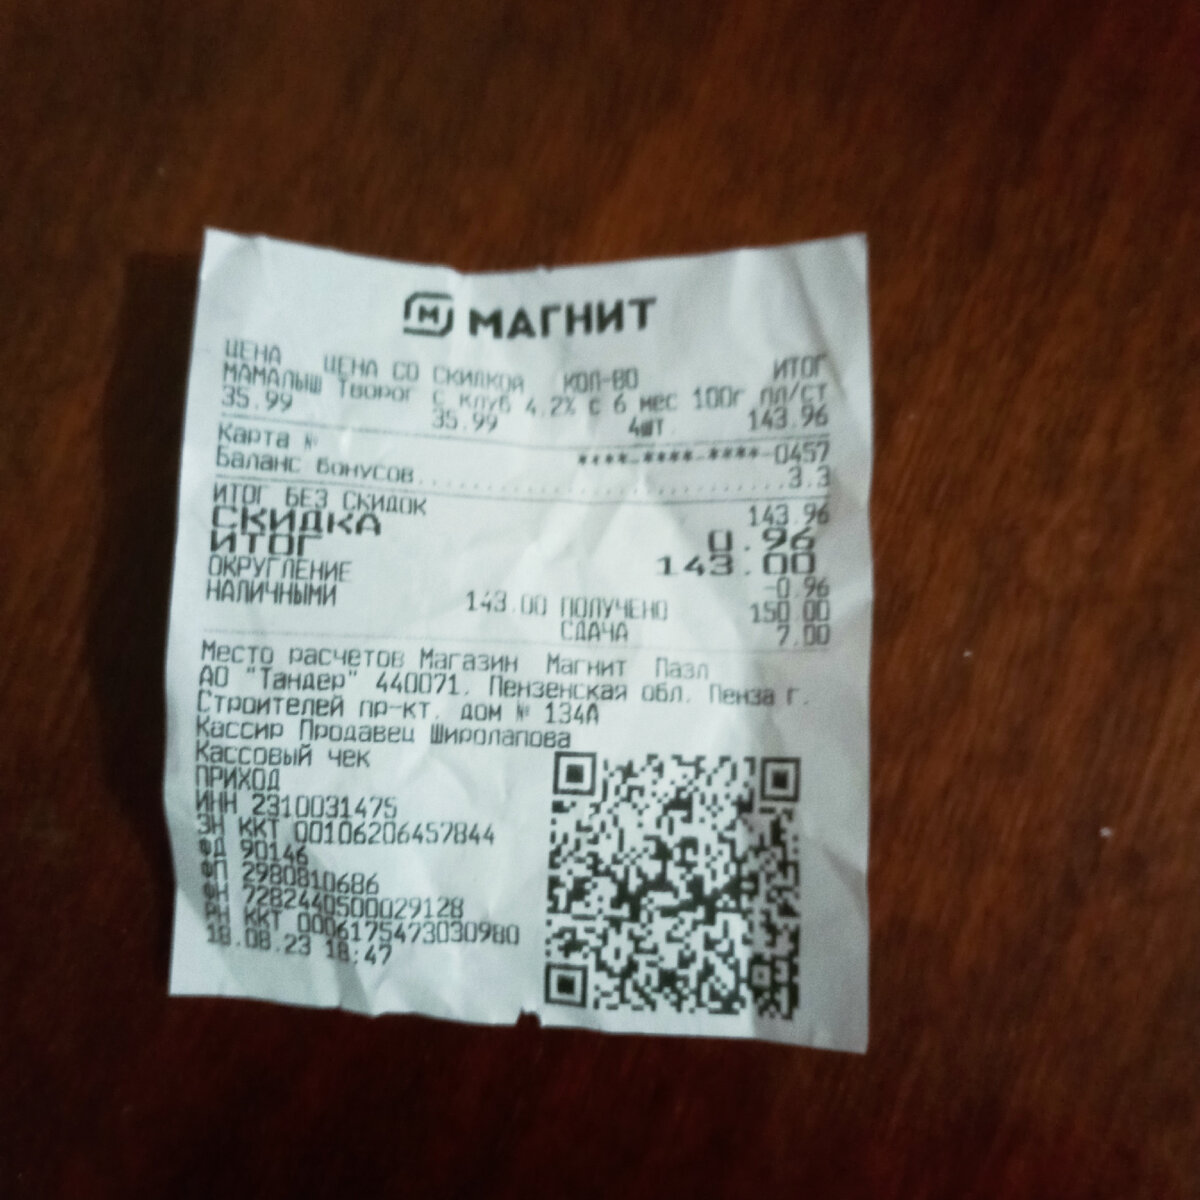 МАГНИТ
ЦЕНА ЦЕНА СО СКИДКОЙ КОЛ-ВО ИТОГ
МАМАЛЫШ Творог с клуб 4.2% с 6 мес 100г пл/ст
35.99 35.99 4шт. 143.96
Карта № ****-****-****-0457
Баланс бонусов 3.3
ИТОГ БЕЗ СКИДОК 143.96
СКИДКА 0.96
ИТОГ 143.00
ОКРУГЛЕНИЕ -0.96
НАЛИЧНЫМИ 143.00 ПОЛУЧЕНО 150.00
СДАЧА 7.00
Место расчетов Магазин Магнит Пазл
АО "Тандер" 440071, Пензенская обл, Пенза г.
Строителей пр-кт, дом № 134А
Кассир Продавец Широлапова
Кассовый чек
ПРИХОД
ИНН 2310031475
ЗН ККТ 00106206457844
ФД 90146
ФП 2980810686
ФН 7282440500029128
РН ККТ 0006175473030980
18.08.23 18:47